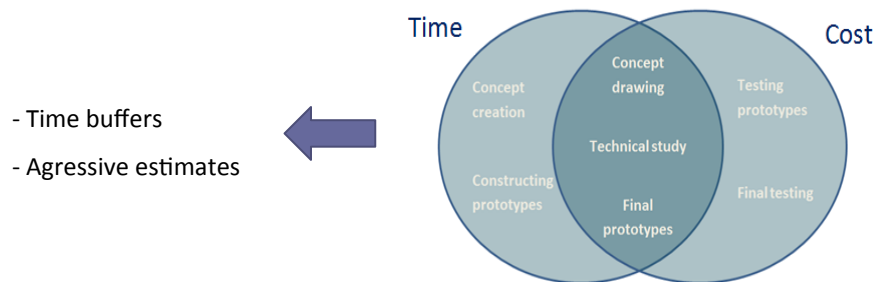 - Time buffers
- Agressive estimates
Time
Cost
Concept
creation
Constructing
prototypes
Concept
drawing
Technical study
Final
prototypes
Testing
prototypes
Final testing